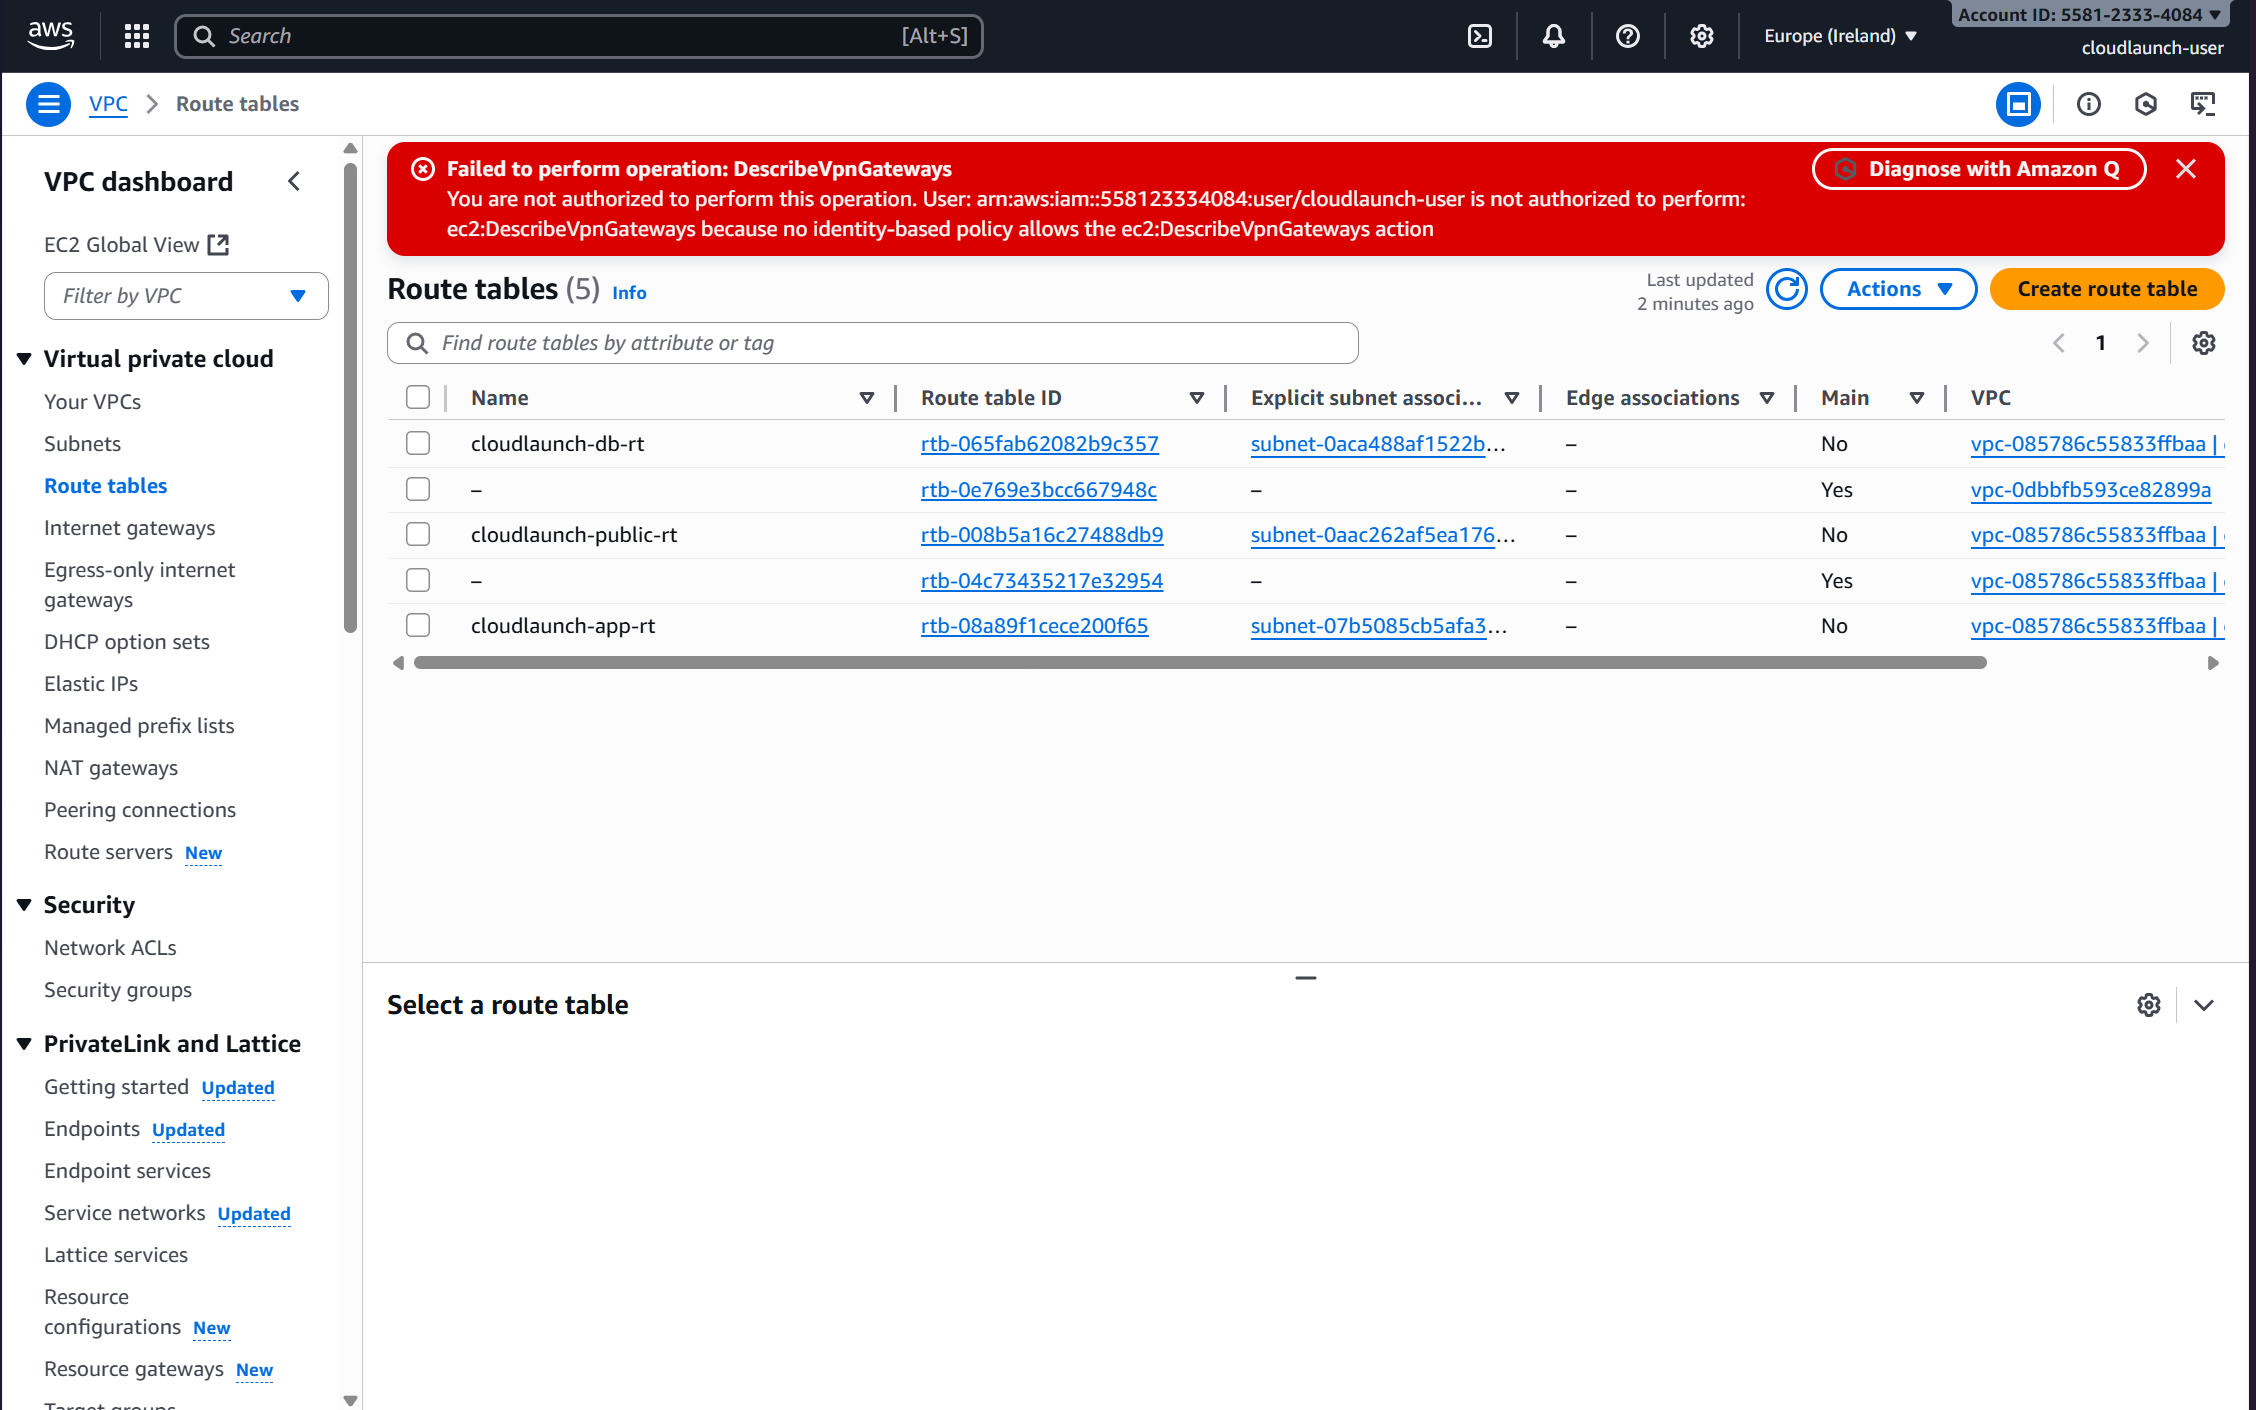 aws
Search [Alt+S]
Europe (Ireland)
Account ID: 5581-2333-4084
cloudlaunch-user
VPC
Route tables
VPC dashboard
EC2 Global View
Filter by VPC
Virtual private cloud
Your VPCs
Subnets
Route tables
Internet gateways
Egress-only internet
gateways
DHCP option sets
Elastic IPs
Managed prefix lists
NAT gateways
Peering connections
Route servers New
Security
Network ACLs
Security groups
PrivateLink and Lattice
Getting started Updated
Endpoints Updated
Endpoint services
Service networks Updated
Lattice services
Resource
configurations New
Resource gateways New
Target groups
Failed to perform operation: DescribeVpnGateways
You are not authorized to perform this operation. User: arn:aws:iam::558123334084:user/cloudlaunch-user is not authorized to perform:
ec2:DescribeVpnGateways because no identity-based policy allows the ec2:DescribeVpnGateways action
Diagnose with Amazon Q
Route tables (5) Info
Last updated
2 minutes ago
Actions
Create route table
Find route tables by attribute or tag
1
Name Route table ID Explicit subnet associ... Edge associations Main VPC
cloudlaunch-db-rt rtb-065fab62082b9c357 subnet-0aca488af1522b... – No vpc-085786c55833ffbaa |
– rtb-0e769e3bcc667948c – – Yes vpc-0dbbfb593ce82899a
cloudlaunch-public-rt rtb-008b5a16c27488db9 subnet-0aac262af5ea176... – No vpc-085786c55833ffbaa |
– rtb-04c73435217e32954 – – Yes vpc-085786c55833ffbaa |
cloudlaunch-app-rt rtb-08a89f1cece200f65 subnet-07b5085cb5afa3... – No vpc-085786c55833ffbaa |
Select a route table